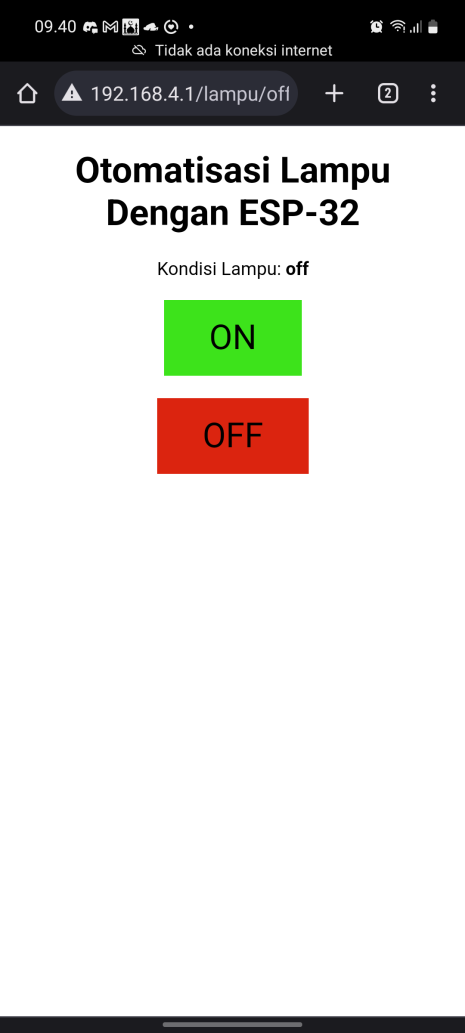 09.40
Tidak ada koneksi internet
192.168.4.1/lampu/off
2
Otomatisasi Lampu
Dengan ESP-32
Kondisi Lampu: off
ON
OFF